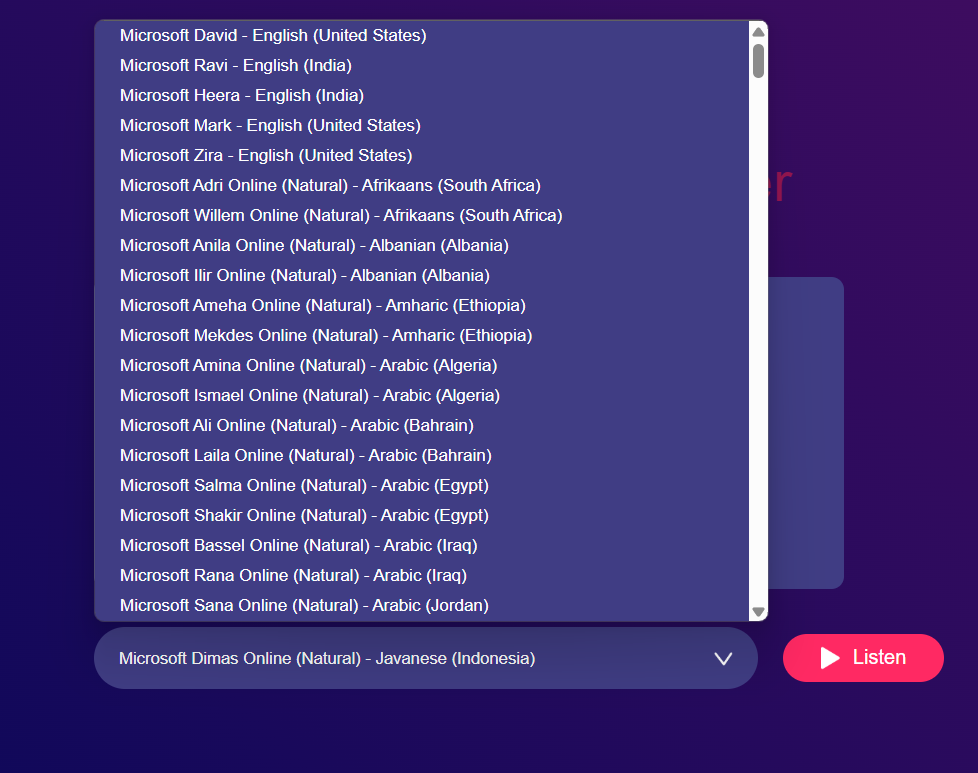 Microsoft David - English (United States)
Microsoft Ravi - English (India)
Microsoft Heera - English (India)
Microsoft Mark - English (United States)
Microsoft Zira - English (United States)
Microsoft Adri Online (Natural) - Afrikaans (South Africa)
Microsoft Willem Online (Natural) - Afrikaans (South Africa)
Microsoft Anila Online (Natural) - Albanian (Albania)
Microsoft Ilir Online (Natural) - Albanian (Albania)
Microsoft Ameha Online (Natural) - Amharic (Ethiopia)
Microsoft Mekdes Online (Natural) - Amharic (Ethiopia)
Microsoft Amina Online (Natural) - Arabic (Algeria)
Microsoft Ismael Online (Natural) - Arabic (Algeria)
Microsoft Ali Online (Natural) - Arabic (Bahrain)
Microsoft Laila Online (Natural) - Arabic (Bahrain)
Microsoft Salma Online (Natural) - Arabic (Egypt)
Microsoft Shakir Online (Natural) - Arabic (Egypt)
Microsoft Bassel Online (Natural) - Arabic (Iraq)
Microsoft Rana Online (Natural) - Arabic (Iraq)
Microsoft Sana Online (Natural) - Arabic (Jordan)
Microsoft Dimas Online (Natural) - Javanese (Indonesia)
Listen